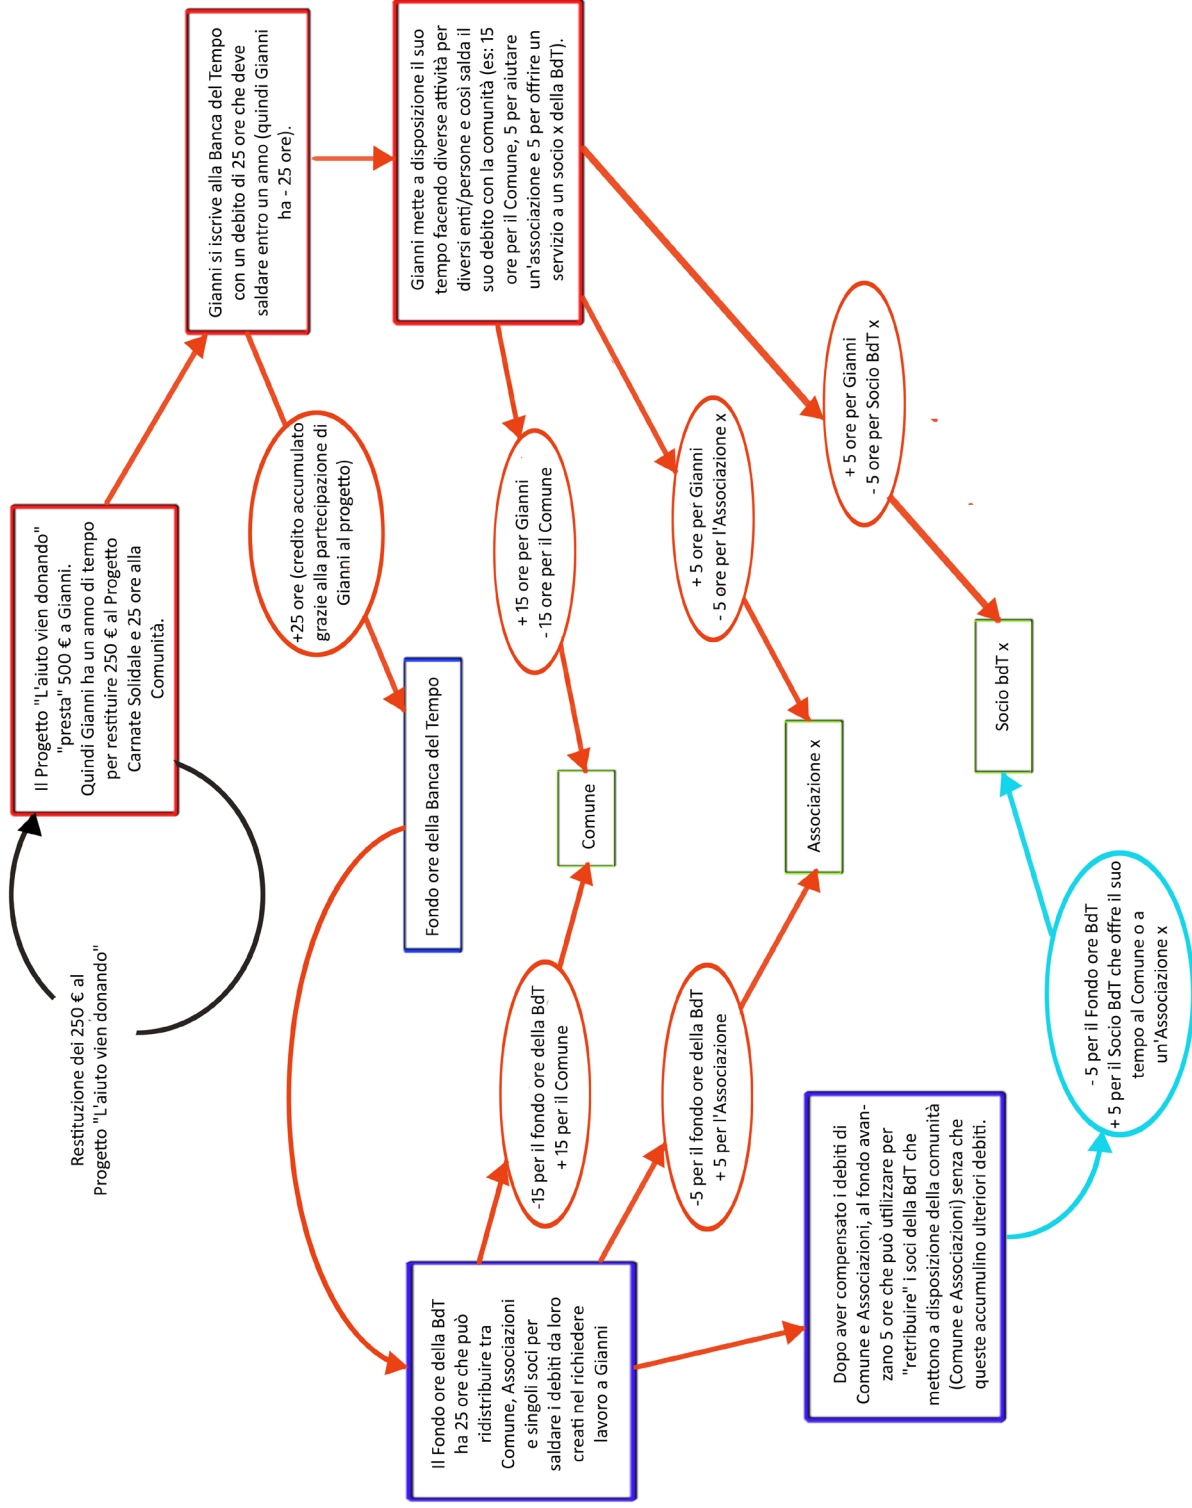 Restituzione dei 250 € al
Progetto "L'aiuto vien donando"
Il Progetto "L'aiuto vien donando"
"presta" 500 € a Gianni.
Quindi Gianni ha un anno di tempo
per restituire 250 € al Progetto
Carnate Solidale e 25 ore alla
Comunità.
Gianni si iscrive alla Banca del Tempo
con un debito di 25 ore che deve
saldare entro un anno (quindi Gianni
ha - 25 ore).
+25 ore (credito accumulato
grazie alla partecipazione di
Gianni al progetto)
Gianni mette a disposizione il suo
tempo facendo diverse attività per
diversi enti/persone e così salda il
suo debito con la comunità (es: 15
ore per il Comune, 5 per aiutare
un'associazione e 5 per offrire un
servizio a un socio x della BdT).
Fondo ore della Banca del Tempo
+ 15 ore per Gianni
- 15 ore per il Comune
+ 5 ore per Gianni
- 5 ore per l'Associazione x
+ 5 ore per Gianni
- 5 ore per Socio BdT x
Comune
Associazione x
Socio bdT x
Il Fondo ore della BdT
ha 25 ore che può
ridistribuire tra
Comune, Associazioni
e singoli soci per
saldare i debiti da loro
creati nel richiedere
lavoro a Gianni
-15 per il fondo ore della BdT
+ 15 per il Comune
-5 per il fondo ore della BdT
+ 5 per l'Associazione
Dopo aver compensato i debiti di
Comune e Associazioni, al fondo avan-
zano 5 ore che può utilizzare per
"retribuire" i soci della BdT che
mettono a disposizione della comunità
(Comune e Associazioni) senza che
queste accumulino ulteriori debiti.
- 5 per il Fondo ore BdT
+ 5 per il Socio BdT che offre il suo
tempo al Comune o a
un'Associazione x